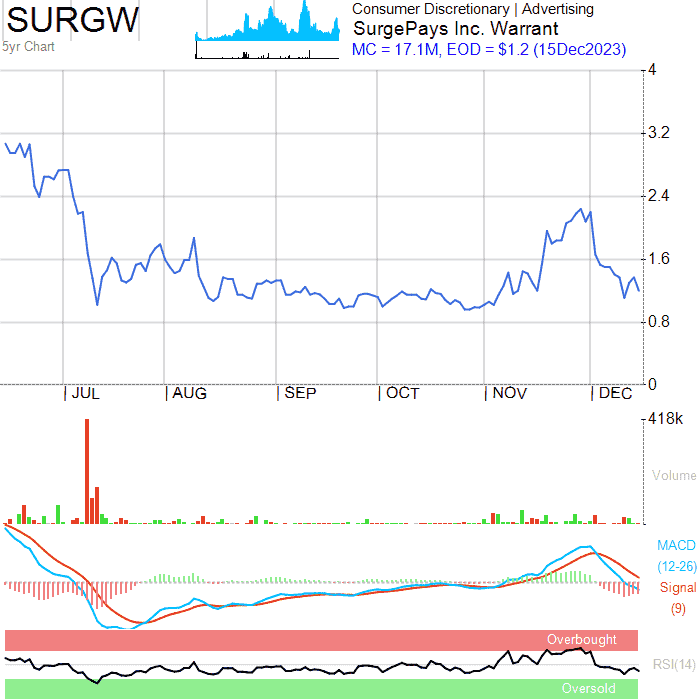 SURGW
5yr Chart
Consumer Discretionary | Advertising
SurgePays Inc. Warrant
MC = 17.1M, EOD = $1.2 (15Dec2023)
4
3.2
2.4
1.6
0.8
0
JUL AUG SEP OCT NOV DEC
418k
Volume
MACD
(12-26)
Signal
(9)
Overbought
RSI(14)
Oversold